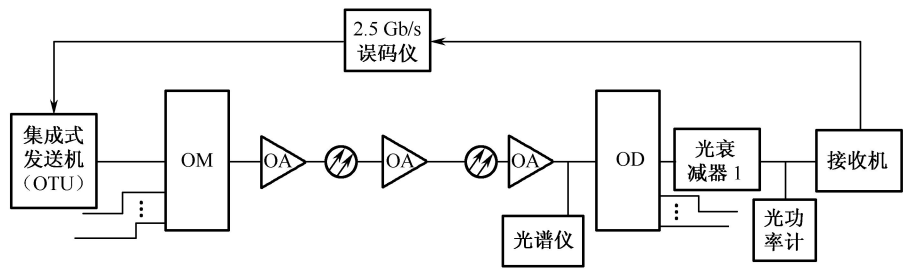 2.5 Gb/s
误码仪
集成式
发送机
（OTU）
OM
OA
OA
OA
OD
光衰
减器 1
接收机
光谱仪
光功
率计